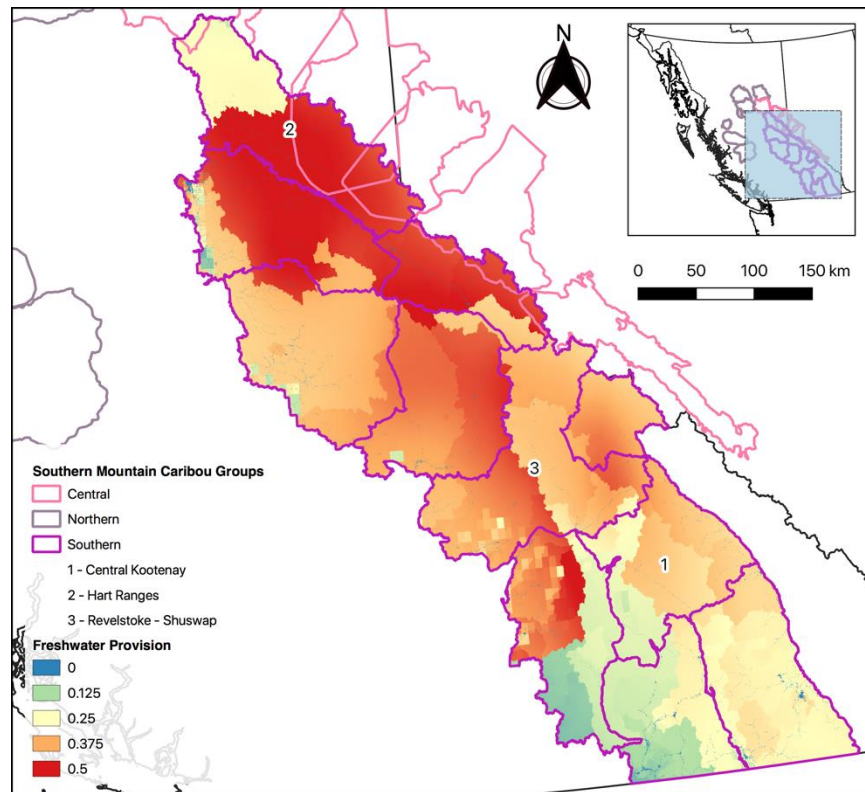 N
2
0 50 100 150 km
3
1
Southern Mountain Caribou Groups
Central
Northern
Southern
1 - Central Kootenay
2 - Hart Ranges
3 - Revelstoke - Shuswap
Freshwater Provision
0
0.125
0.25
0.375
0.5